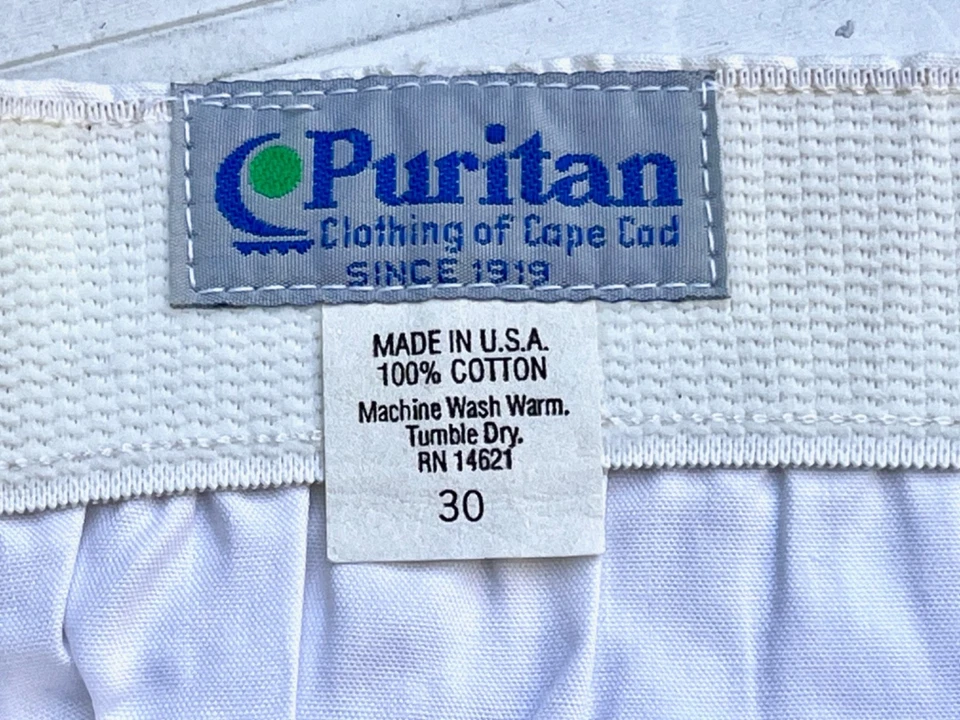 Puritan
Clothing of Cape Cod
SINCE 1919
MADE IN U.S.A.
100% COTTON
Machine Wash Warm.
Tumble Dry.
RN 14621
30